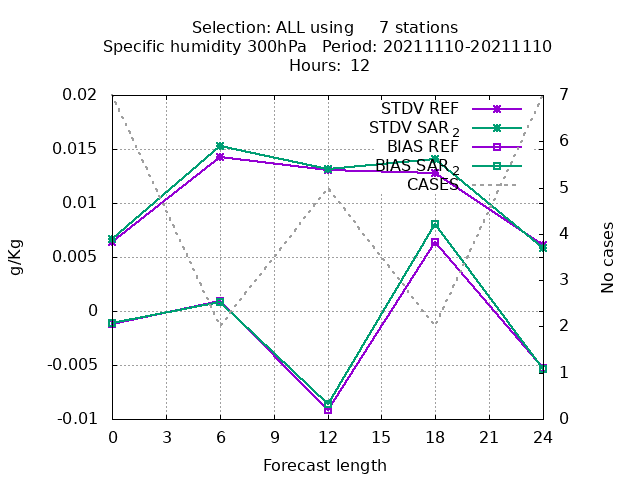 Selection: ALL using 7 stations
Specific humidity 300hPa Period: 20211110-20211110
Hours: 12
STDV REF
STDV SAR_2
BIAS REF
BIAS SAR_2
CASES
0.02
0.015
0.01
0.005
0
-0.005
-0.01
g/Kg
7
6
5
4
3
2
1
0
No cases
0 3 6 9 12 15 18 21 24
Forecast length